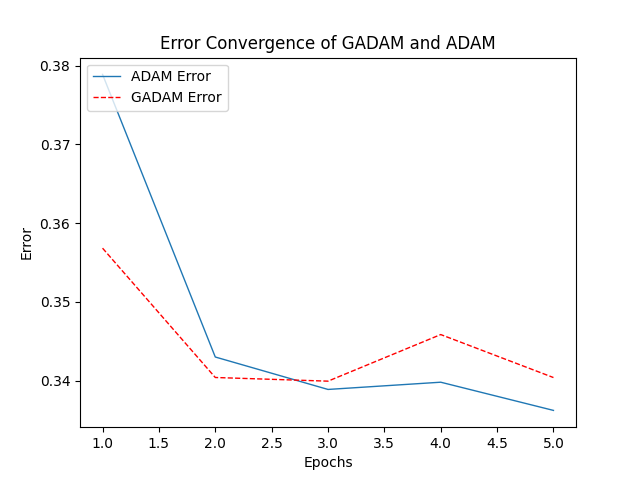 Error Convergence of GADAM and ADAM
ADAM Error
GADAM Error
0.38
0.37
0.36
0.35
0.34
Error
1.0 1.5 2.0 2.5 3.0 3.5 4.0 4.5 5.0
Epochs